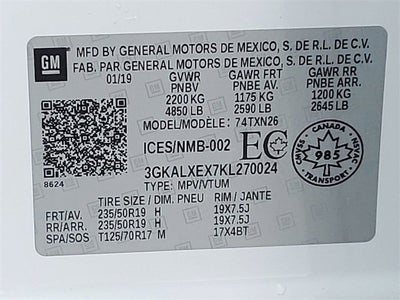 GM
MFD BY GENERAL MOTORS DE MEXICO, S. DE R.L. DE C.V.
FAB. PAR GENERAL MOTORS DE MEXICO, S. DE R.L. DE C.V.
01/19 GVWR GAWR FRT GAWR RR
PNBV PNBE AV. PNBE ARR.
2200 KG 1175 KG 1200 KG
4850 LB 2590 LB 2645 LB
MODEL/MODELE: 74TXN26
ICES/NMB-002 EC
CANADA
CMVSS 985 NSVAC
TRANSPORT
3GKALXEX7KL270024
8624
TYPE: MPV/VTUM
TIRE SIZE / DIM. PNEU RIM / JANTE
FRT/AV. 235/50R19 H 19X7.5J
RR/ARR. 235/50R19 H 19X7.5J
SPA/SOS T125/70R17 M 17X4BT